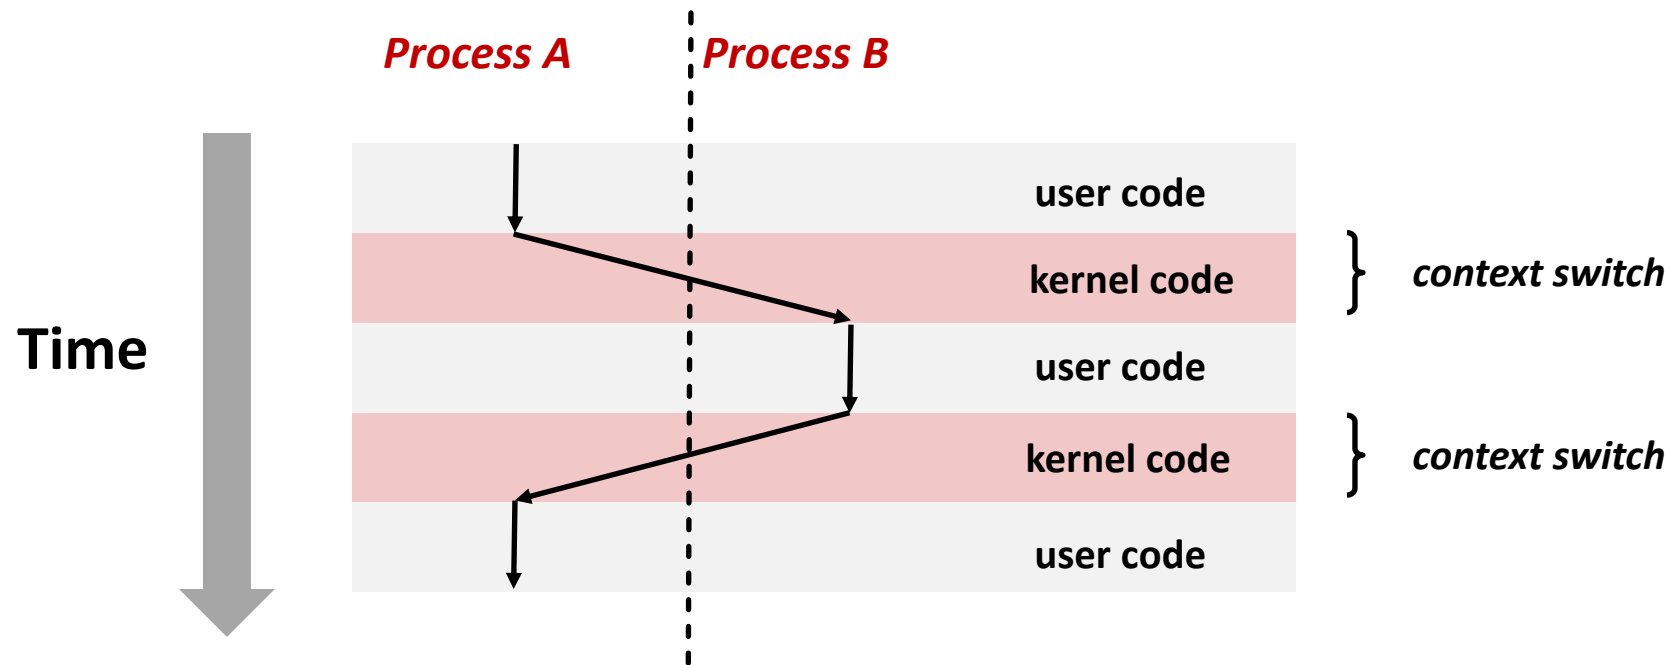 Process A
Process B
user code
kernel code
context switch
Time
user code
kernel code
context switch
user code